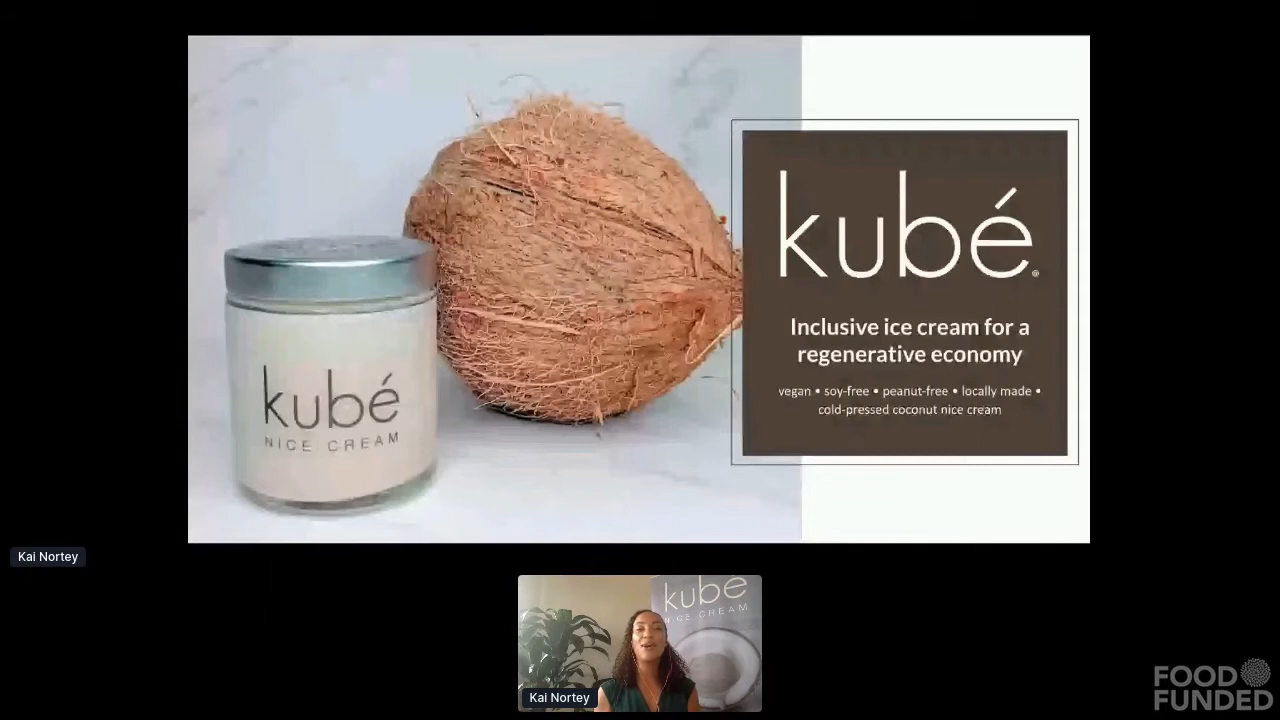 kubé
NICE CREAM
kubé®
Inclusive ice cream for a
regenerative economy
vegan • soy-free • peanut-free • locally made •
cold-pressed coconut nice cream
Kai Nortey
kubé
NICE CREAM
Kai Nortey
FOOD
FUNDED